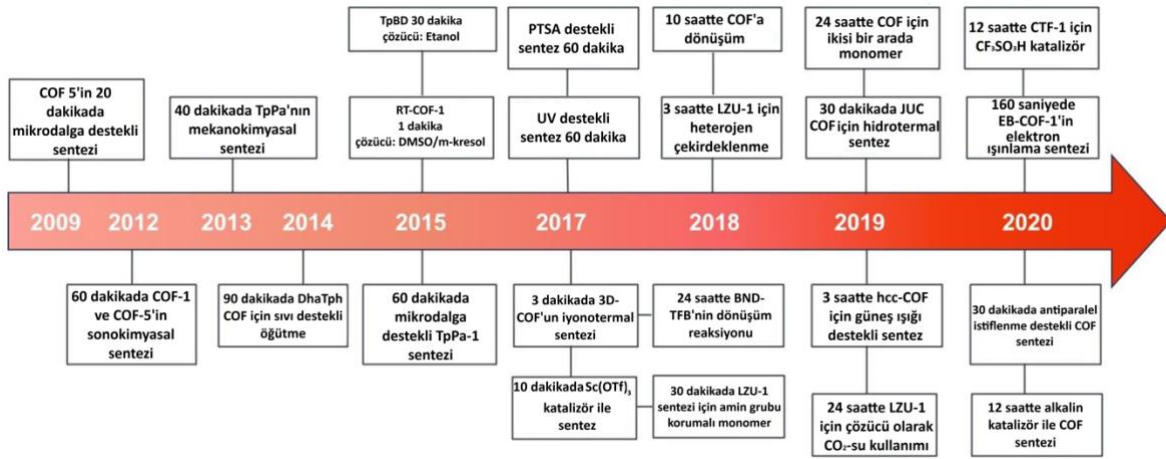 TpBD 30 dakika
çözücü: Etanol
PTSA destekli
sentez 60 dakika
10 saatte COF'a
dönüşüm
24 saatte COF için
ikisi bir arada
monomer
12 saatte CTF-1 için
CF₃SO₃H katalizör
COF 5'in 20
dakikada
mikrodalga destekli
sentezi
40 dakikada TpPa'nın
mekanokimyasal
sentezi
RT-COF-1
1 dakika
çözücü: DMSO/m-kresol
UV destekli
sentez 60 dakika
3 saatte LZU-1 için
heterojen
çekirdeklenme
30 dakikada JUC
COF için hidrotermal
sentez
160 saniyede
EB-COF-1'in
elektron
ışınlama sentezi
2009 2012 2013 2014 2015 2017 2018 2019 2020
60 dakikada COF-1
ve COF-5'in
sonokimyasal
sentezi
90 dakikada DhaTph
COF için sıvı destekli
öğütme
60 dakikada
mikrodalga
destekli TpPa-1
sentezi
3 dakikada 3D-
COF'un iyonotermal
sentezi
24 saatte BND-
TFB'nin dönüşüm
reaksiyonu
3 saatte hcc-COF
için güneş ışığı
destekli sentez
30 dakikada antiparalel
istiflenme destekli COF
sentezi
10 dakikada Sc(OTf)₃
katalizör ile
sentez
30 dakikada LZU-1
sentezi için amin grubu
korumalı monomer
24 saatte LZU-1
için çözücü olarak
CO₂-su kullanımı
12 saatte alkalin
katalizör ile COF
sentezi